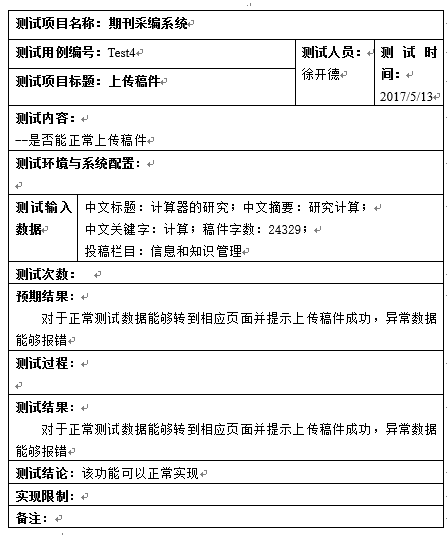 测试项目名称：期刊采编系统
测试用例编号：Test4
测试人员：
徐开德
测试时
间：
2017/5/13
测试项目标题：上传稿件
测试内容：
--是否能正常上传稿件
测试环境与系统配置：
测试输入
数据
中文标题：计算器的研究；中文摘要：研究计算；
中文关键字：计算；稿件字数：24329；
投稿栏目：信息和知识管理
测试次数：
预期结果：
对于正常测试数据能够转到相应页面并提示上传稿件成功，异常数据
能够报错
测试过程：
测试结果：
对于正常测试数据能够转到相应页面并提示上传稿件成功，异常数据
能够报错
测试结论：该功能可以正常实现
实现限制：
备注：